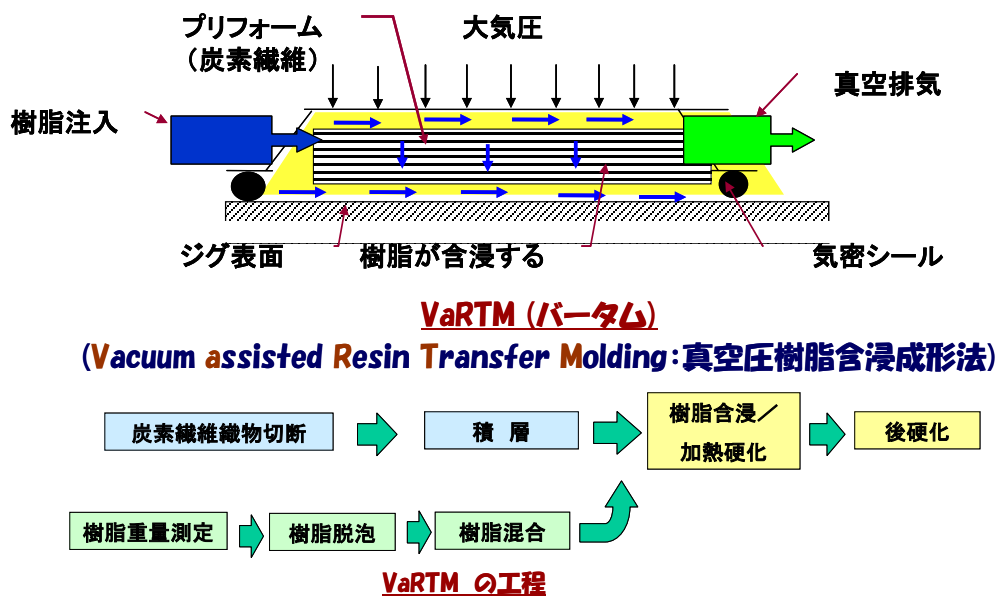 プリフォーム
（炭素繊維）
大気圧
真空排気
樹脂注入
ジグ表面
樹脂が含浸する
気密シール
VaRTM (バータム)
(Vacuum assisted Resin Transfer Molding:真空圧樹脂含浸成形法)
炭素繊維織物切断
積 層
樹脂含浸／
加熱硬化
後硬化
樹脂重量測定
樹脂脱泡
樹脂混合
VaRTM の工程